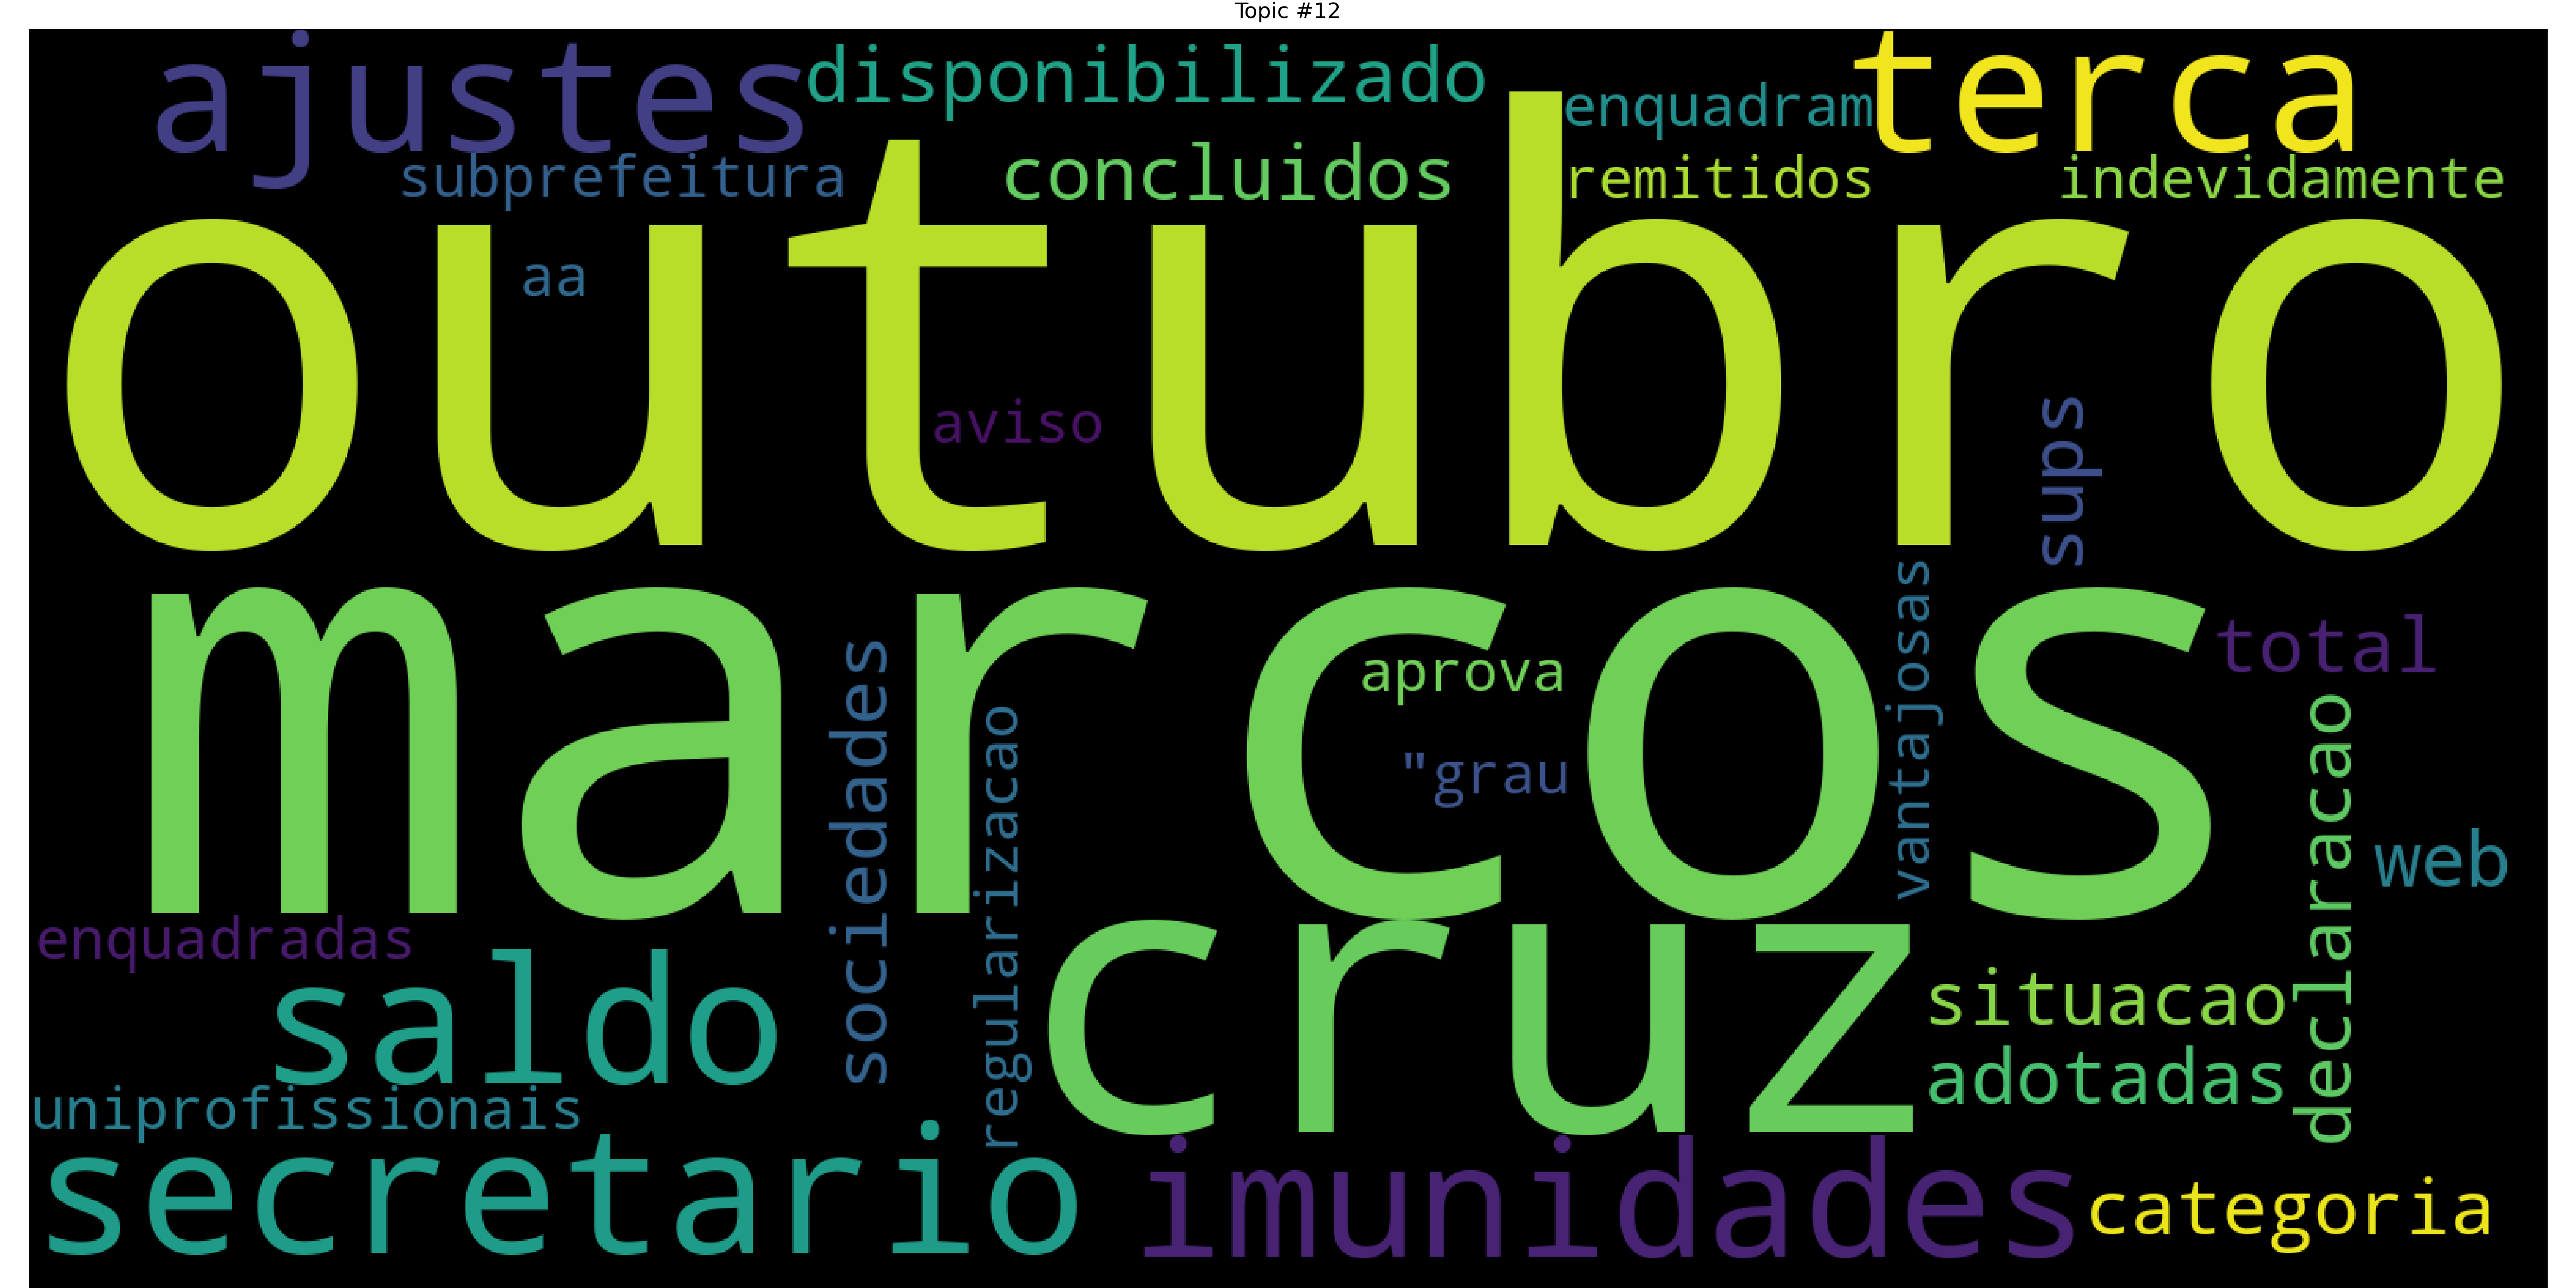 Topic #12
ajustes
disponibilizado
enquadram
terca
subprefeitura
concluidos
remitidos
indevidamente
outubro
aa
aviso
sups
marcos
sociedades
regularizacao
aprova
"grau
vantajosas
total
declaracao
web
enquadradas
saldo
cruz
situacao
adotadas
uniprofissionais
secretario
imunidades
categoria